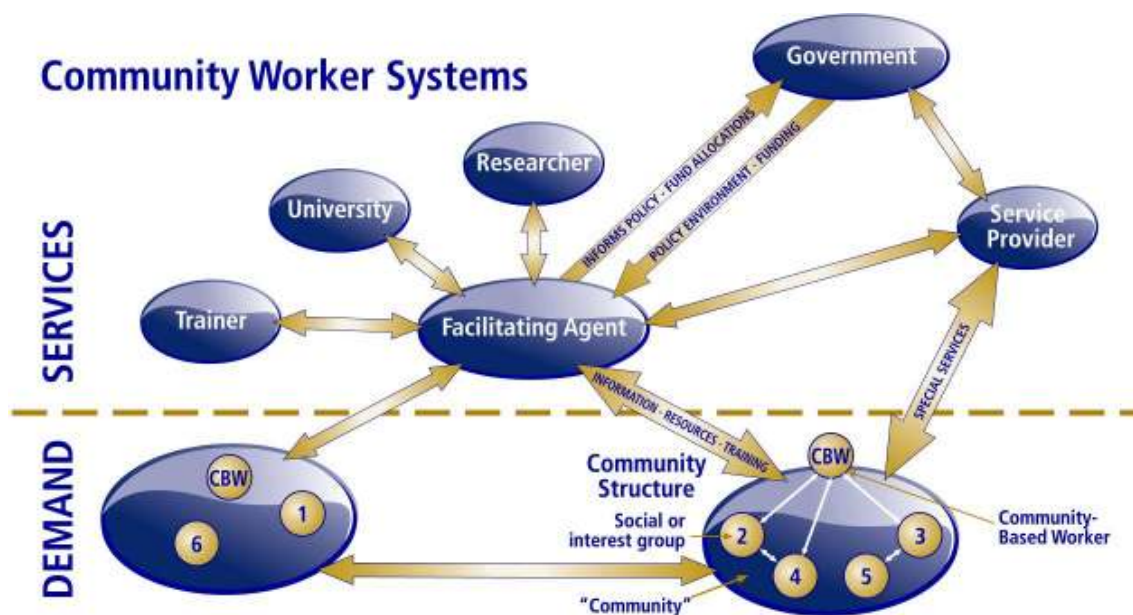 Community Worker Systems
Government
Researcher
University
Service
Provider
Trainer
Facilitating Agent
INFORMS POLICY - FUND ALLOCATIONS
POLICY ENVIRONMENT - FUNDING
SERVICES
INFORMATION - RESOURCES - TRAINING
SPECIAL SERVICES
DEMAND
CBW
1
6
Community
Structure
Social or
interest group
"Community"
CBW
2
3
4
5
Community-
Based Worker